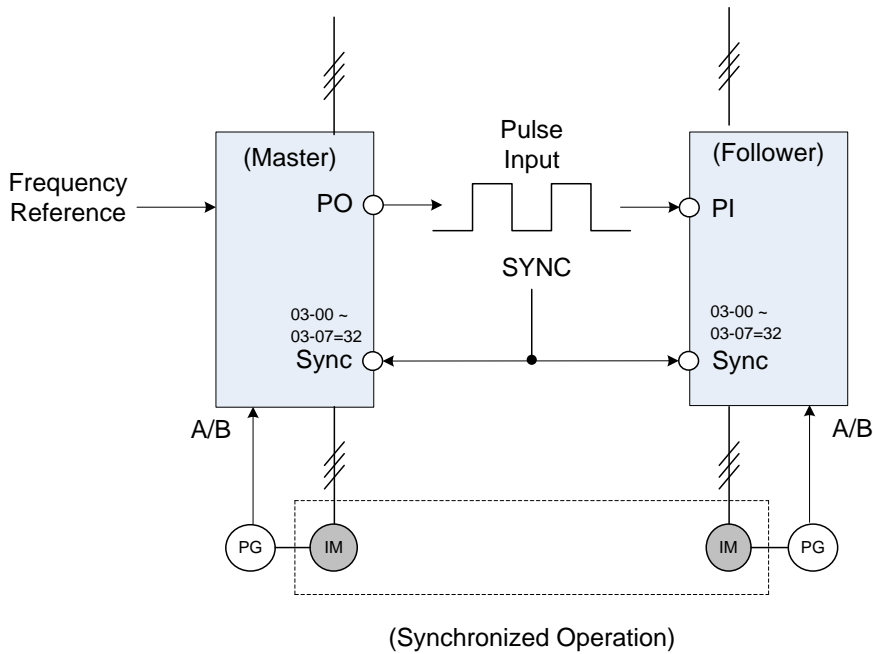 (Master)
Pulse
Input
(Follower)
Frequency
Reference
PO
PI
SYNC
03-00 ~
03-07=32
Sync
03-00 ~
03-07=32
Sync
A/B
A/B
PG
IM
IM
PG
(Synchronized Operation)